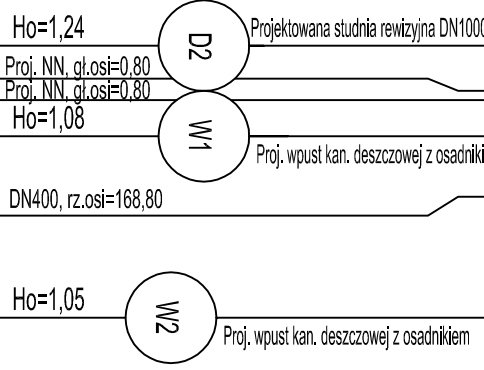 Ho=1,24
D2
Projektowana studnia rewizyjna DN1000
Proj. NN, gł.osi=0,80
Proj. NN, gł.osi=0,80
Ho=1,08
W1
Proj. wpust kan. deszczowej z osadniki
DN400, rz.osi=168,80
Ho=1,05
W2
Proj. wpust kan. deszczowej z osadnikiem